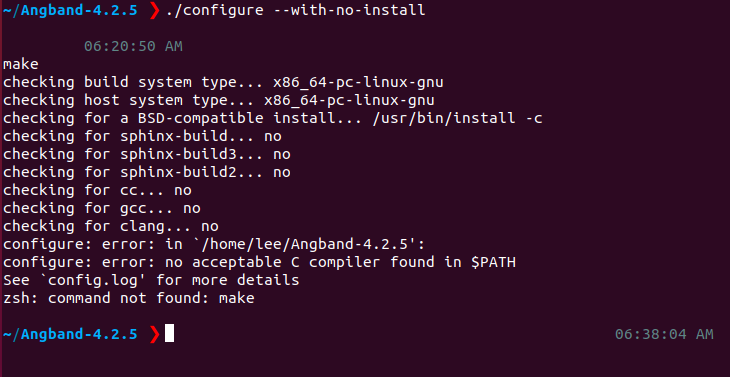 ~/Angband-4.2.5 ❯ ./configure --with-no-install
06:20:50 AM
make
checking build system type... x86_64-pc-linux-gnu
checking host system type... x86_64-pc-linux-gnu
checking for a BSD-compatible install... /usr/bin/install -c
checking for sphinx-build... no
checking for sphinx-build3... no
checking for sphinx-build2... no
checking for cc... no
checking for gcc... no
checking for clang... no
configure: error: in `/home/lee/Angband-4.2.5':
configure: error: no acceptable C compiler found in $PATH
See `config.log' for more details
zsh: command not found: make
~/Angband-4.2.5 ❯ 06:38:04 AM